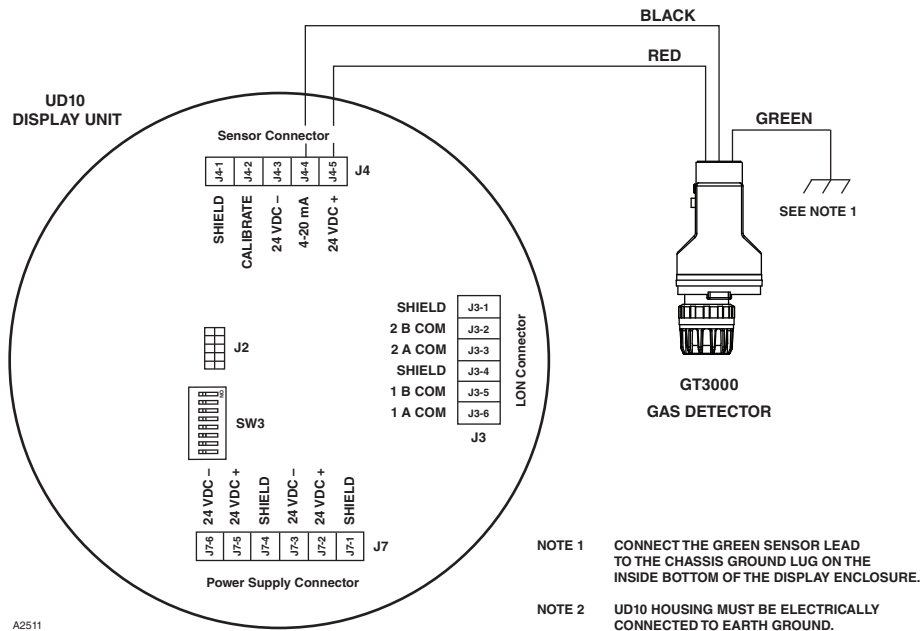 BLACK
RED
UD10
DISPLAY UNIT
GREEN
Sensor Connector
J4-1
J4-2
J4-3
J4-4
J4-5
J4
SHIELD
CALIBRATE
24 VDC –
4-20 mA
24 VDC +
SEE NOTE 1
SHIELD J3-1
2 B COM J3-2
2 A COM J3-3
SHIELD J3-4
1 B COM J3-5
1 A COM J3-6
LON Connector
J3
J2
GT3000
GAS DETECTOR
ON
SW3
24 VDC –
24 VDC +
SHIELD
24 VDC –
24 VDC +
SHIELD
J7-6
J7-5
J7-4
J7-3
J7-2
J7-1
J7
Power Supply Connector
NOTE 1 CONNECT THE GREEN SENSOR LEAD
TO THE CHASSIS GROUND LUG ON THE
INSIDE BOTTOM OF THE DISPLAY ENCLOSURE.
NOTE 2 UD10 HOUSING MUST BE ELECTRICALLY
CONNECTED TO EARTH GROUND.
A2511